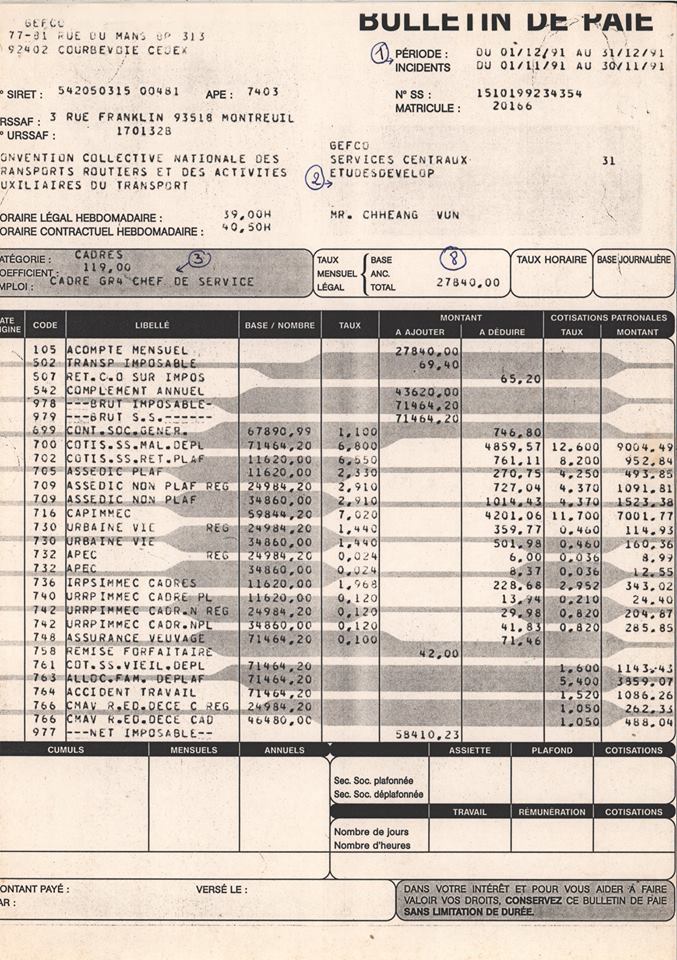 BULLETIN DE PAIE
GEFCO
77-81 RUE DU MANS BP 313
92402 COURBEVOIE CEDEX
1 PÉRIODE : DU 01/12/91 AU 31/12/91
INCIDENTS DU 01/11/91 AU 30/11/91
° SIRET : 542050315 00481 APE : 7403
N° SS : 1510199234354
MATRICULE : 20166
RSSAF : 3 RUE FRANKLIN 93518 MONTREUIL
° URSSAF : 1701328
GEFCO
ONVENTION COLLECTIVE NATIONALE DES SERVICES CENTRAUX 31
RANSPORTS ROUTIERS ET DES ACTIVITES 2 ETUDESDEVELOP
UXILIAIRES DU TRANSPORT
ORAIRE LÉGAL HEBDOMADAIRE : 39,00H MR. CHHEANG VUN
ORAIRE CONTRACTUEL HEBDOMADAIRE : 40,50H
ATÉGORIE : CADRES
OEFFICIENT : 119,00 3
MPLOI : CADRE GR4 CHEF DE SERVICE
TAUX MENSUEL LÉGAL BASE ANC. TOTAL 8 27840,00
TAUX HORAIRE BASE JOURNALIÈRE
ATE IGINE CODE LIBELLÉ BASE / NOMBRE TAUX MONTANT A AJOUTER A DÉDUIRE COTISATIONS PATRONALES TAUX MONTANT
105 ACOMPTE MENSUEL 27840,00
502 TRANSP IMPOSABLE 69,40
507 RET.C.O SUR IMPOS 65,20
542 COMPLEMENT ANNUEL 43620,00
978 ---BRUT IMPOSABLE- 71464,20
979 ---BRUT S.S.------ 71464,20
699 CONT.SOC.GENER. 67890,99 1,100 746,80
700 COTIS.SS.MAL.DEPL 71464,20 6,800 4859,57 12,600 9004,49
702 COTIS.SS.RET.PLAF 11620,00 6,550 761,11 8,200 952,84
705 ASSEDIC PLAF 11620,00 2,330 270,75 4,250 493,85
709 ASSEDIC NON PLAF REG 24984,20 2,910 727,04 4,370 1091,81
709 ASSEDIC NON PLAF 34860,00 2,910 1014,43 4,370 1523,38
716 CAPIMMEC 59844,20 7,020 4201,06 11,700 7001,77
730 URBAINE VIE REG 24984,20 1,440 359,77 0,460 114,93
730 URBAINE VIE 34860,00 1,440 501,98 0,460 160,36
732 APEC REG 24984,20 0,024 6,00 0,036 8,99
732 APEC 34860,00 0,024 8,37 0,036 12,55
736 IRPSIMMEC CADRES 11620,00 1,968 228,68 2,952 343,02
740 URRPIMMEC CADRE PL 11620,00 0,120 13,94 0,210 24,40
742 URRPIMMEC CADR.N REG 24984,20 0,120 29,98 0,820 204,87
742 URRPIMMEC CADR.NPL 34860,00 0,120 41,83 0,820 285,85
748 ASSURANCE VEUVAGE 71464,20 0,100 71,46
758 REMISE FORFAITAIRE 42,00
761 COT.SS.VIEIL.DEPL 71464,20 1,600 1143,43
763 ALLOC.FAM. DEPLAF 71464,20 5,400 3859,07
764 ACCIDENT TRAVAIL 71464,20 1,520 1086,26
766 CMAV R.ED.DECE C REG 24984,20 1,050 262,33
766 CMAV R.ED.DECE CAD 46480,00 1,050 488,04
977 ---NET IMPOSABLE-- 58410,23
CUMULS MENSUELS ANNUELS ASSIETTE PLAFOND COTISATIONS
Sec. Soc. plafonnée
Sec. Soc. déplafonnée
TRAVAIL RÉMUNÉRATION COTISATIONS
Nombre de jours
Nombre d'heures
ONTANT PAYÉ : VERSÉ LE :
AR :
DANS VOTRE INTÉRÊT ET POUR VOUS AIDER À FAIRE
VALOIR VOS DROITS, CONSERVEZ CE BULLETIN DE PAIE
SANS LIMITATION DE DURÉE.